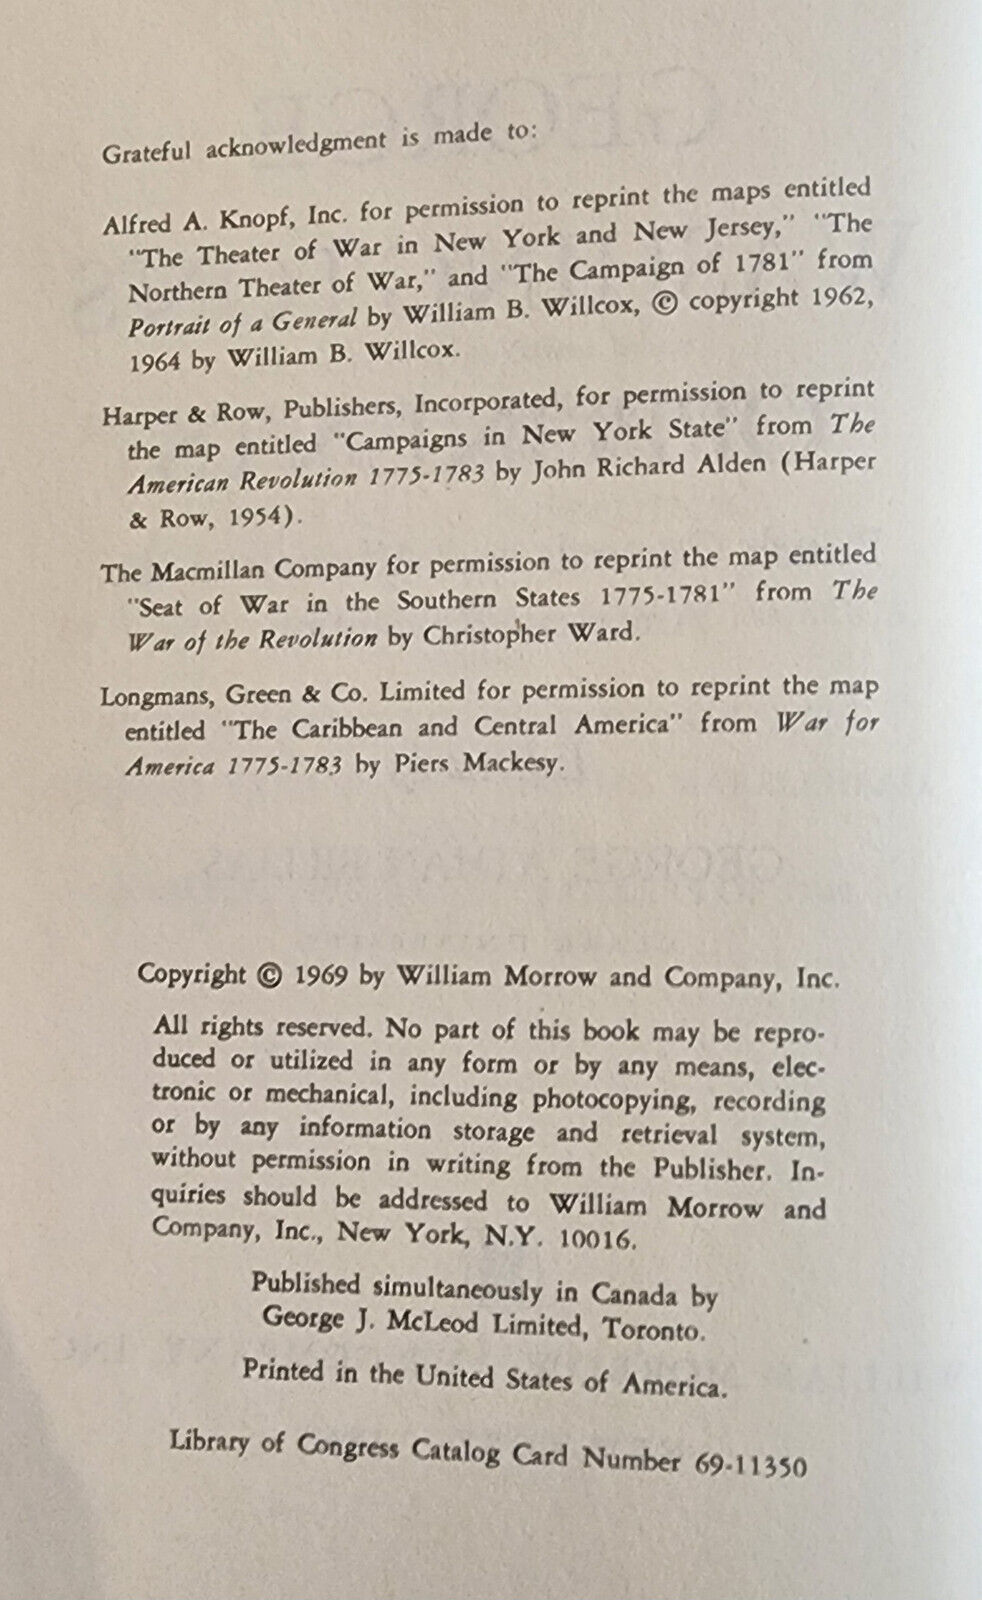 Grateful acknowledgment is made to:
Alfred A. Knopf, Inc. for permission to reprint the maps entitled
"The Theater of War in New York and New Jersey," "The
Northern Theater of War," and "The Campaign of 1781" from
Portrait of a General by William B. Willcox, © copyright 1962,
1964 by William B. Willcox.
Harper & Row, Publishers, Incorporated, for permission to reprint
the map entitled "Campaigns in New York State" from The
American Revolution 1775-1783 by John Richard Alden (Harper
& Row, 1954).
The Macmillan Company for permission to reprint the map entitled
"Seat of War in the Southern States 1775-1781" from The
War of the Revolution by Christopher Ward.
Longmans, Green & Co. Limited for permission to reprint the map
entitled "The Caribbean and Central America" from War for
America 1775-1783 by Piers Mackesy.
Copyright © 1969 by William Morrow and Company, Inc.
All rights reserved. No part of this book may be repro-
duced or utilized in any form or by any means, elec-
tronic or mechanical, including photocopying, recording
or by any information storage and retrieval system,
without permission in writing from the Publisher. In-
quiries should be addressed to William Morrow and
Company, Inc., New York, N.Y. 10016.
Published simultaneously in Canada by
George J. McLeod Limited, Toronto.
Printed in the United States of America.
Library of Congress Catalog Card Number 69-11350